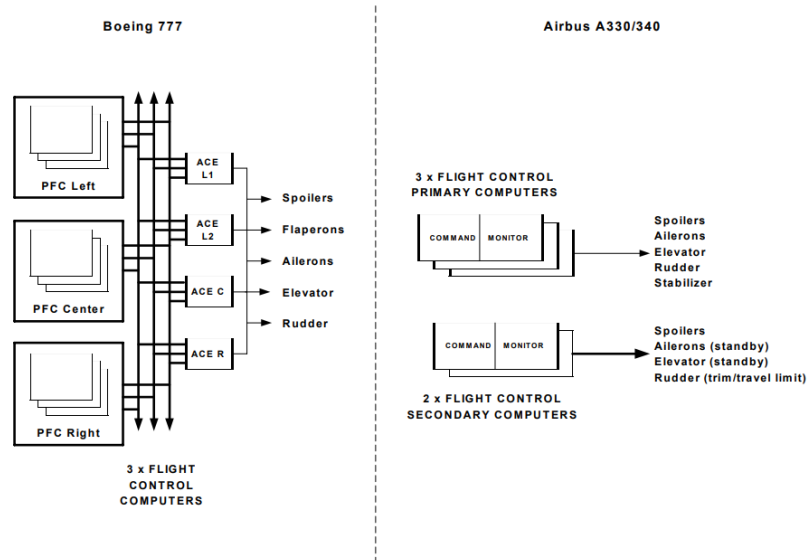 Boeing 777
PFC Left
PFC Center
PFC Right
3 x FLIGHT
CONTROL
COMPUTERS
ACE
L1
ACE
L2
ACE C
ACE R
Spoilers
Flaperons
Ailerons
Elevator
Rudder
Airbus A330/340
3 x FLIGHT CONTROL
PRIMARY COMPUTERS
COMMAND
MONITOR
Spoilers
Ailerons
Elevator
Rudder
Stabilizer
COMMAND
MONITOR
2 x FLIGHT CONTROL
SECONDARY COMPUTERS
Spoilers
Ailerons (standby)
Elevator (standby)
Rudder (trim/travel limit)